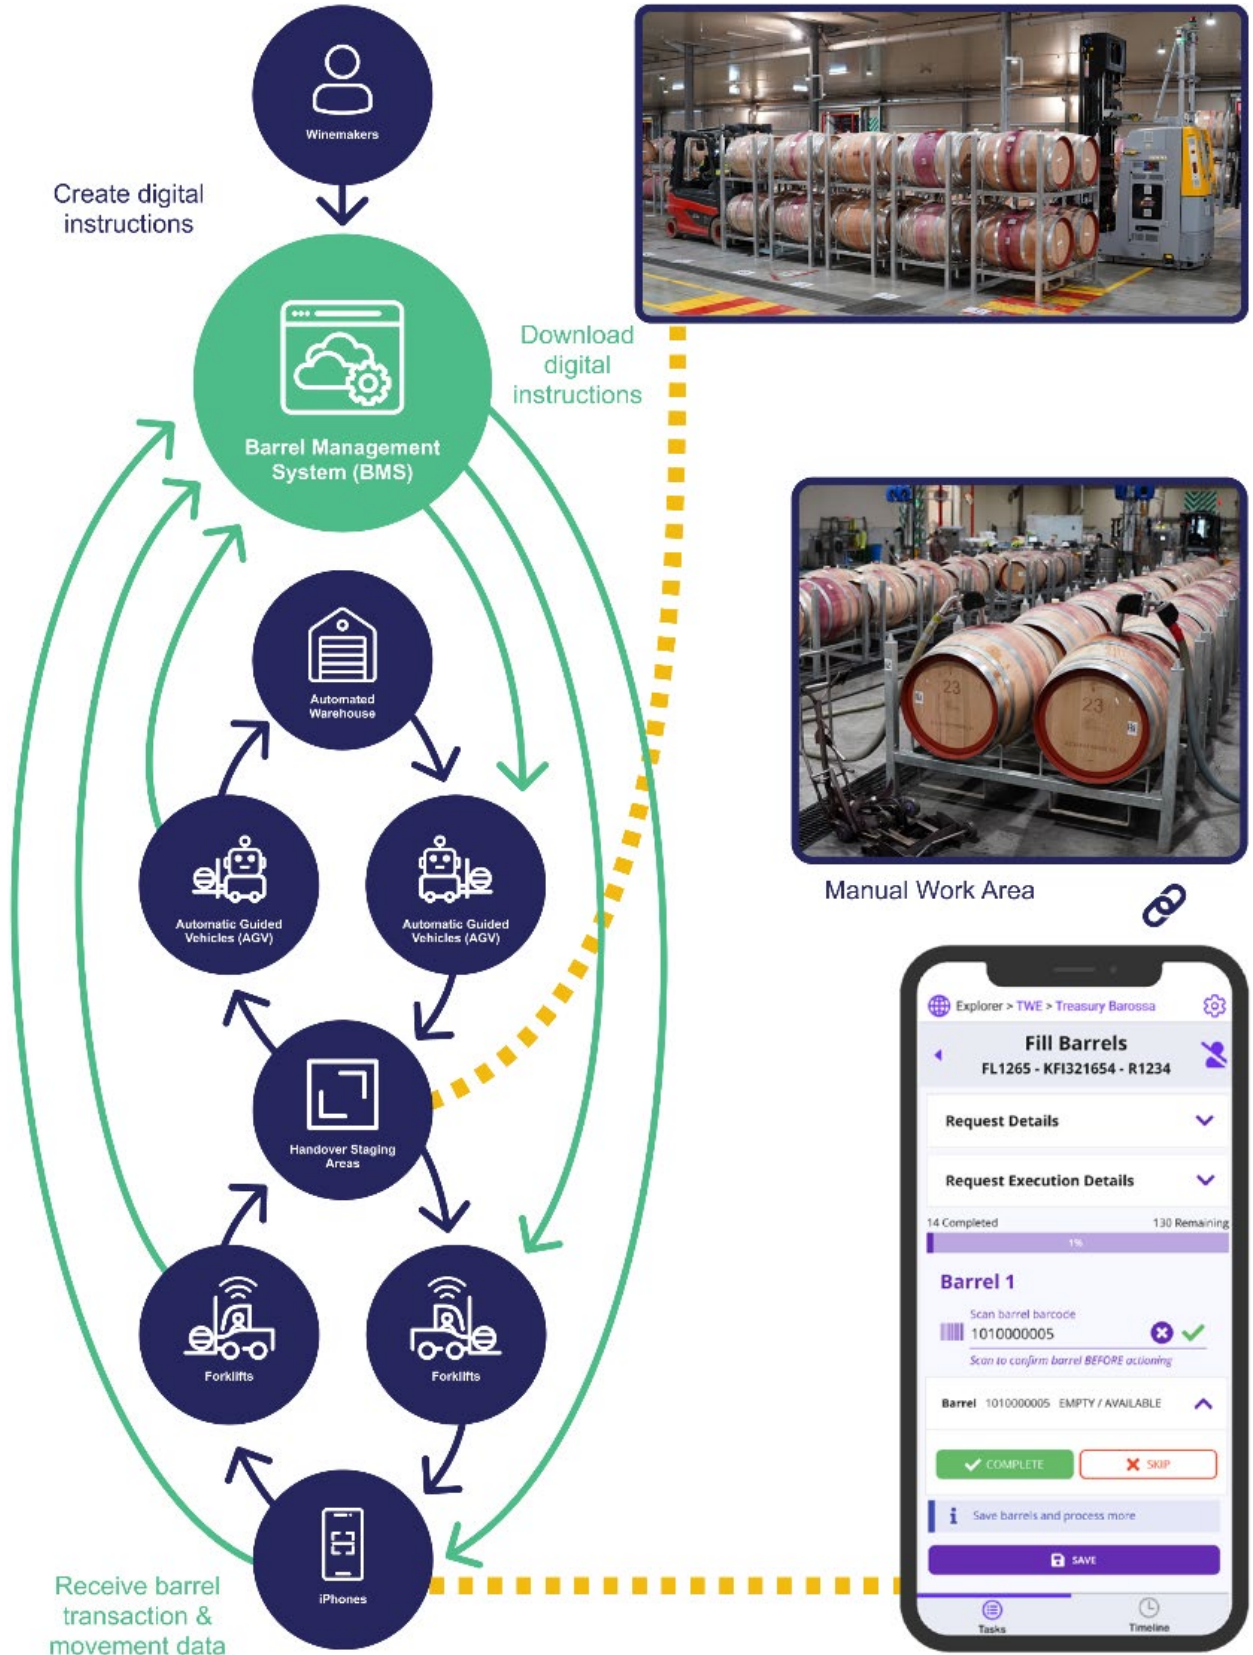 Winemakers
Create digital
instructions
Barrel Management
System (BMS)
Download
digital
instructions
Automated
Warehouse
Automatic Guided
Vehicles (AGV)
Automatic Guided
Vehicles (AGV)
Handover Staging
Areas
Forklifts
Forklifts
iPhones
Receive barrel
transaction &
movement data
23
23
Manual Work Area
Explorer > TWE > Treasury Barossa
Fill Barrels
FL1265 - KFI321654 - R1234
Request Details
Request Execution Details
14 Completed
130 Remaining
1%
Barrel 1
Scan barrel barcode
1010000005
Scan to confirm barrel BEFORE actioning
Barrel 1010000005 EMPTY / AVAILABLE
COMPLETE
SKIP
Save barrels and process more
SAVE
Tasks
Timeline